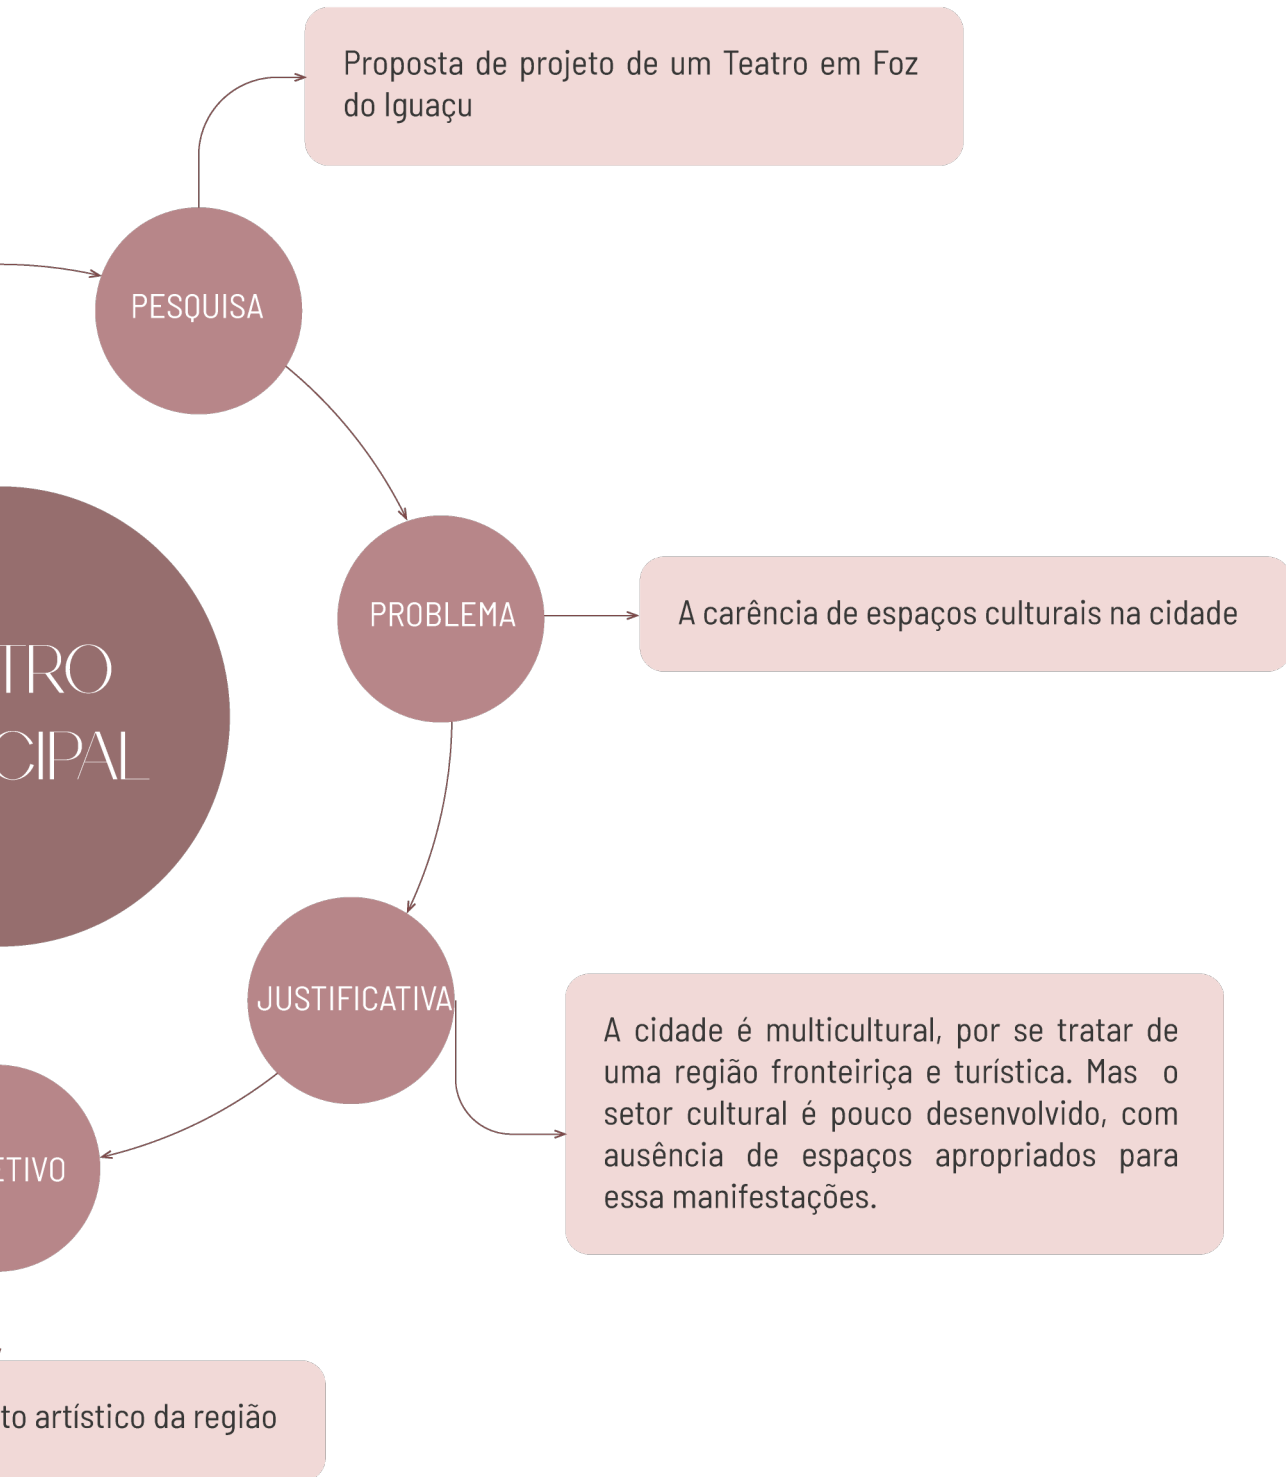 Proposta de projeto de um Teatro em Foz
do Iguaçu
PESQUISA
PROBLEMA
A carência de espaços culturais na cidade
TRO
CIPAL
JUSTIFICATIVA
A cidade é multicultural, por se tratar de
uma região fronteiriça e turística. Mas o
setor cultural é pouco desenvolvido, com
ausência de espaços apropriados para
essa manifestações.
ETIVO
to artístico da região